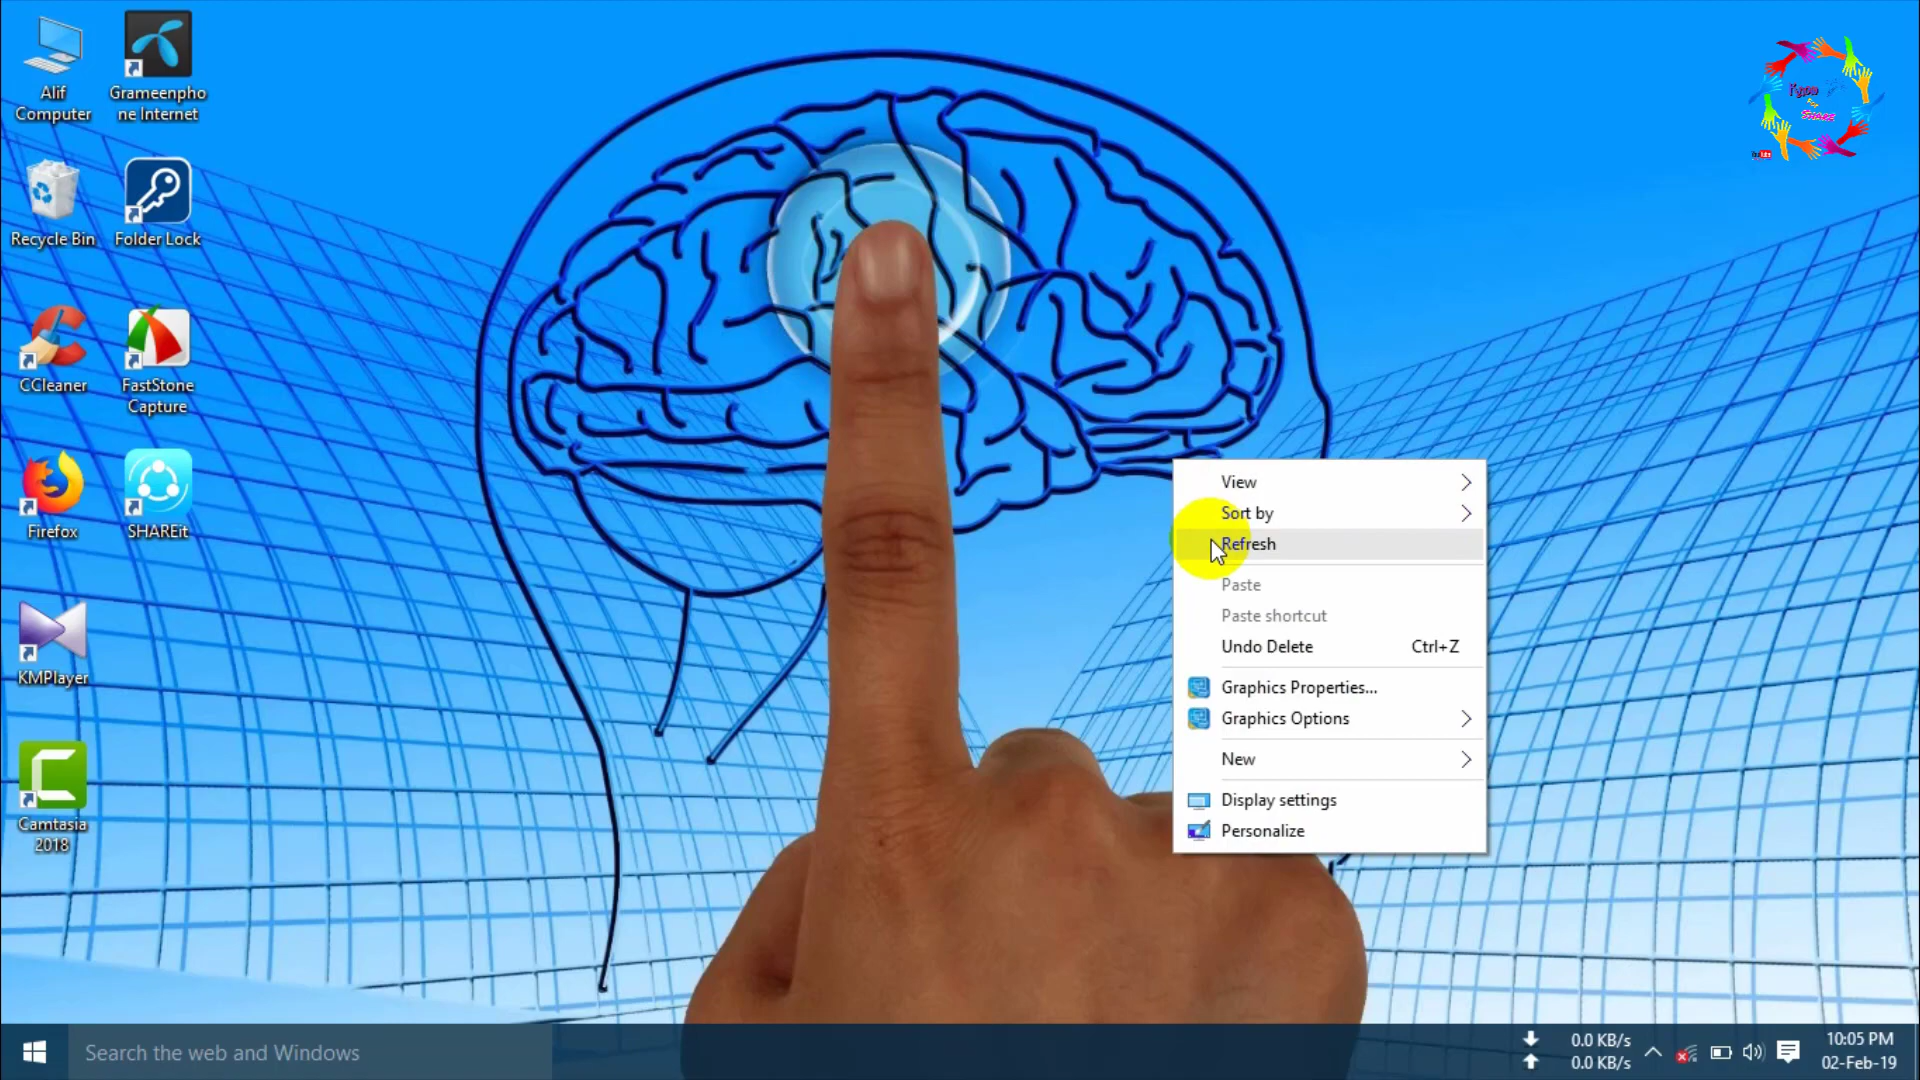 Alif
Computer
Grameenpho
ne Internet
Recycle Bin
Folder Lock
CCleaner
FastStone
Capture
Firefox
SHAREit
KMPlayer
Camtasia
2018
Know
Share
View
Sort by
Refresh
Paste
Paste shortcut
Undo Delete Ctrl+Z
Graphics Properties...
Graphics Options
New
Display settings
Personalize
Search the web and Windows
0.0 KB/s
0.0 KB/s
10:05 PM
02-Feb-19